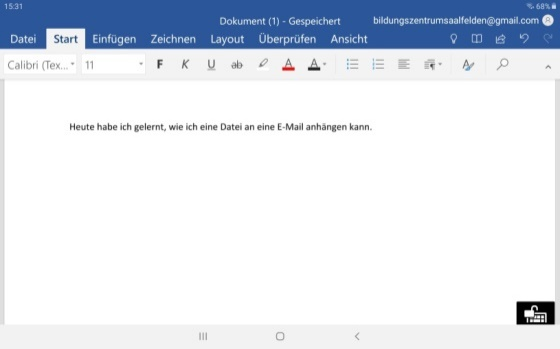 15:31
68%
Dokument (1) - Gespeichert
bildungszentrumsaalfelden@gmail.com
Datei Start Einfügen Zeichnen Layout Überprüfen Ansicht
Calibri (Tex... 11 F K U ab A A
Heute habe ich gelernt, wie ich eine Datei an eine E-Mail anhängen kann.